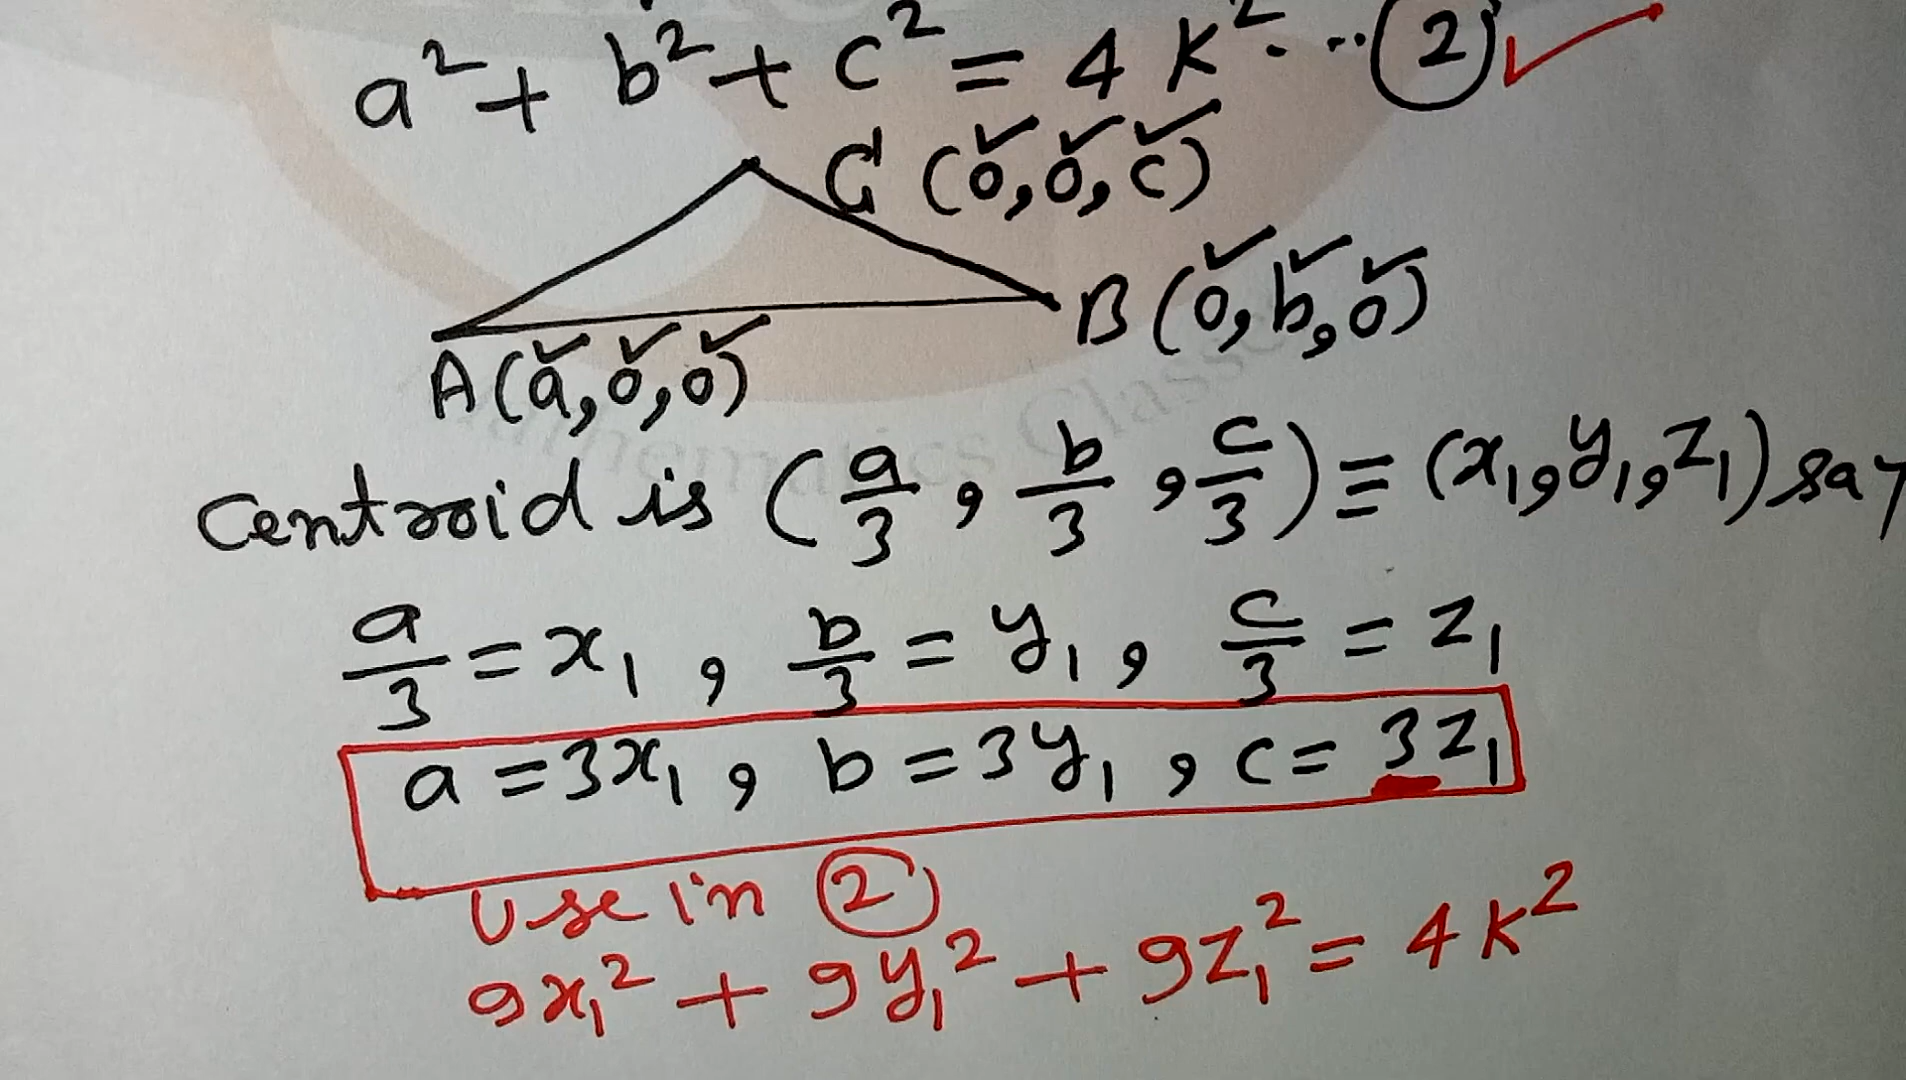 a² + b² + c² = 4k² ... ②
C (0, 0, c)
B (0, b, 0)
A (a, 0, 0)
Centroid is (a/3, b/3, c/3) ≡ (x₁, y₁, z₁) say
a/3 = x₁, b/3 = y₁, c/3 = z₁
a = 3x₁, b = 3y₁, c = 3z₁
use in ②
9x₁² + 9y₁² + 9z₁² = 4k²